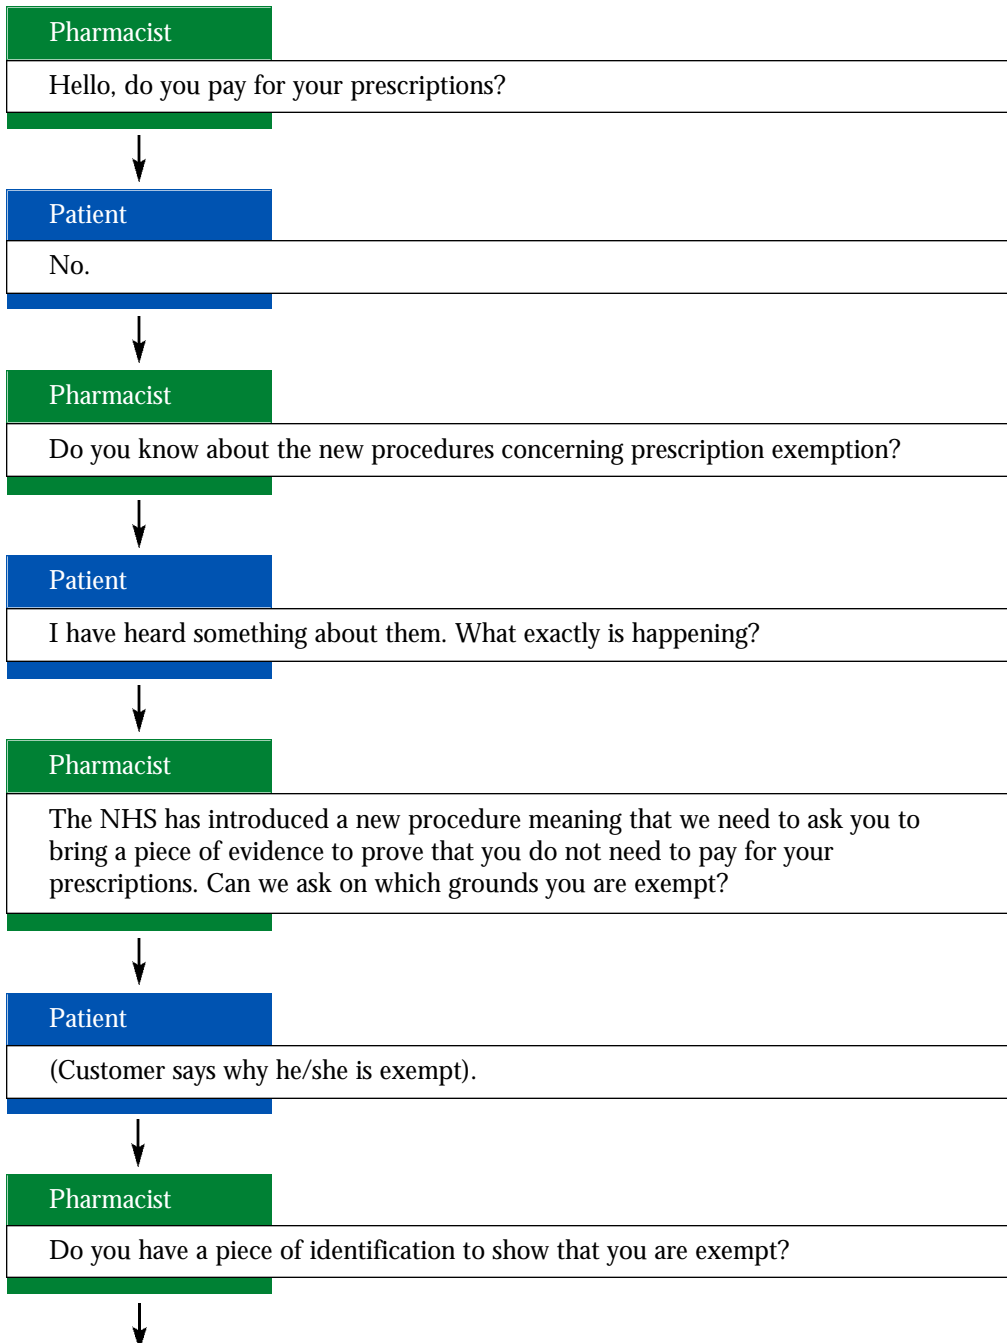 Pharmacist
Hello, do you pay for your prescriptions?
Patient
No.
Pharmacist
Do you know about the new procedures concerning prescription exemption?
Patient
I have heard something about them. What exactly is happening?
Pharmacist
The NHS has introduced a new procedure meaning that we need to ask you to
bring a piece of evidence to prove that you do not need to pay for your
prescriptions. Can we ask on which grounds you are exempt?
Patient
(Customer says why he/she is exempt).
Pharmacist
Do you have a piece of identification to show that you are exempt?